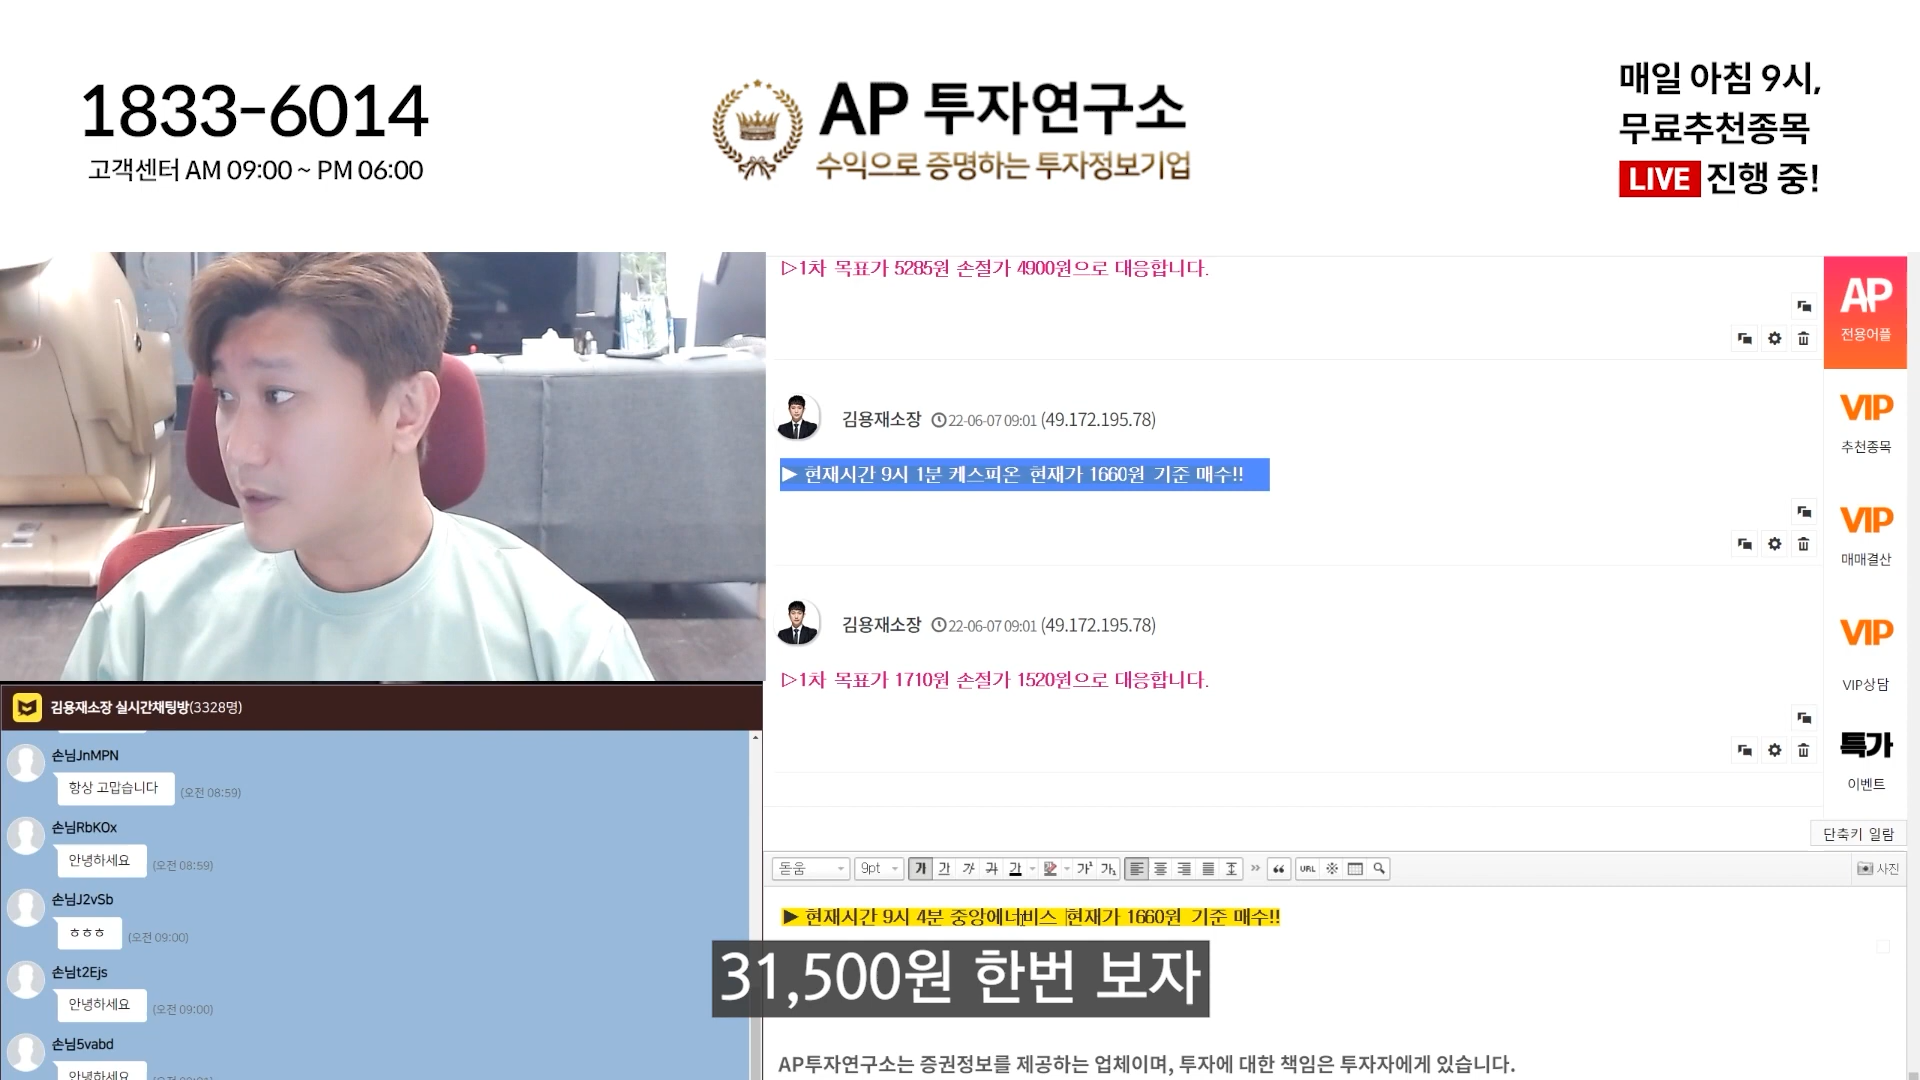 1833-6014
고객센터 AM 09:00 ~ PM 06:00
AP 투자연구소
수익으로 증명하는 투자정보기업
매일 아침 9시,
무료추천종목
LIVE 진행 중!
▷1차 목표가 5285원 손절가 4900원으로 대응합니다.
김용재소장 22-06-07 09:01 (49.172.195.78)
▶ 현재시간 9시 1분 케스피온 현재가 1660원 기준 매수!!
김용재소장 22-06-07 09:01 (49.172.195.78)
▷1차 목표가 1710원 손절가 1520원으로 대응합니다.
AP
전용어플
VIP
추천종목
VIP
매매결산
VIP
VIP상담
특가
이벤트
단축키 일람
김용재소장 실시간채팅방(3328명)
손님JnMPN
항상 고맙습니다 (오전 08:59)
손님RbKOx
안녕하세요 (오전 08:59)
손님J2vSb
ㅎㅎㅎ (오전 09:00)
손님t2Ejs
안녕하세요 (오전 09:00)
손님5vabd
안녕하세요
돋움 9pt 가 가 가 가 가 가 가¹ 가₁ URL 사진
▶ 현재시간 9시 4분 중앙에너비스 현재가 1660원 기준 매수!!
31,500원 한번 보자
AP투자연구소는 증권정보를 제공하는 업체이며, 투자에 대한 책임은 투자자에게 있습니다.